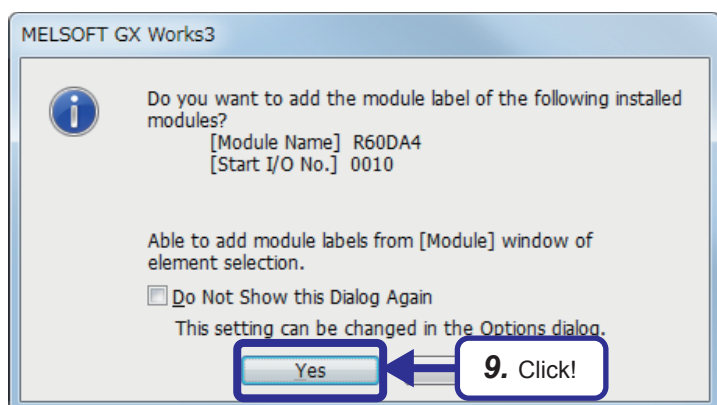 MELSOFT GX Works3
Do you want to add the module label of the following installed
modules?
[Module Name] R60DA4
[Start I/O No.] 0010
Able to add module labels from [Module] window of
element selection.
Do Not Show this Dialog Again
This setting can be changed in the Options dialog.
Yes
9. Click!